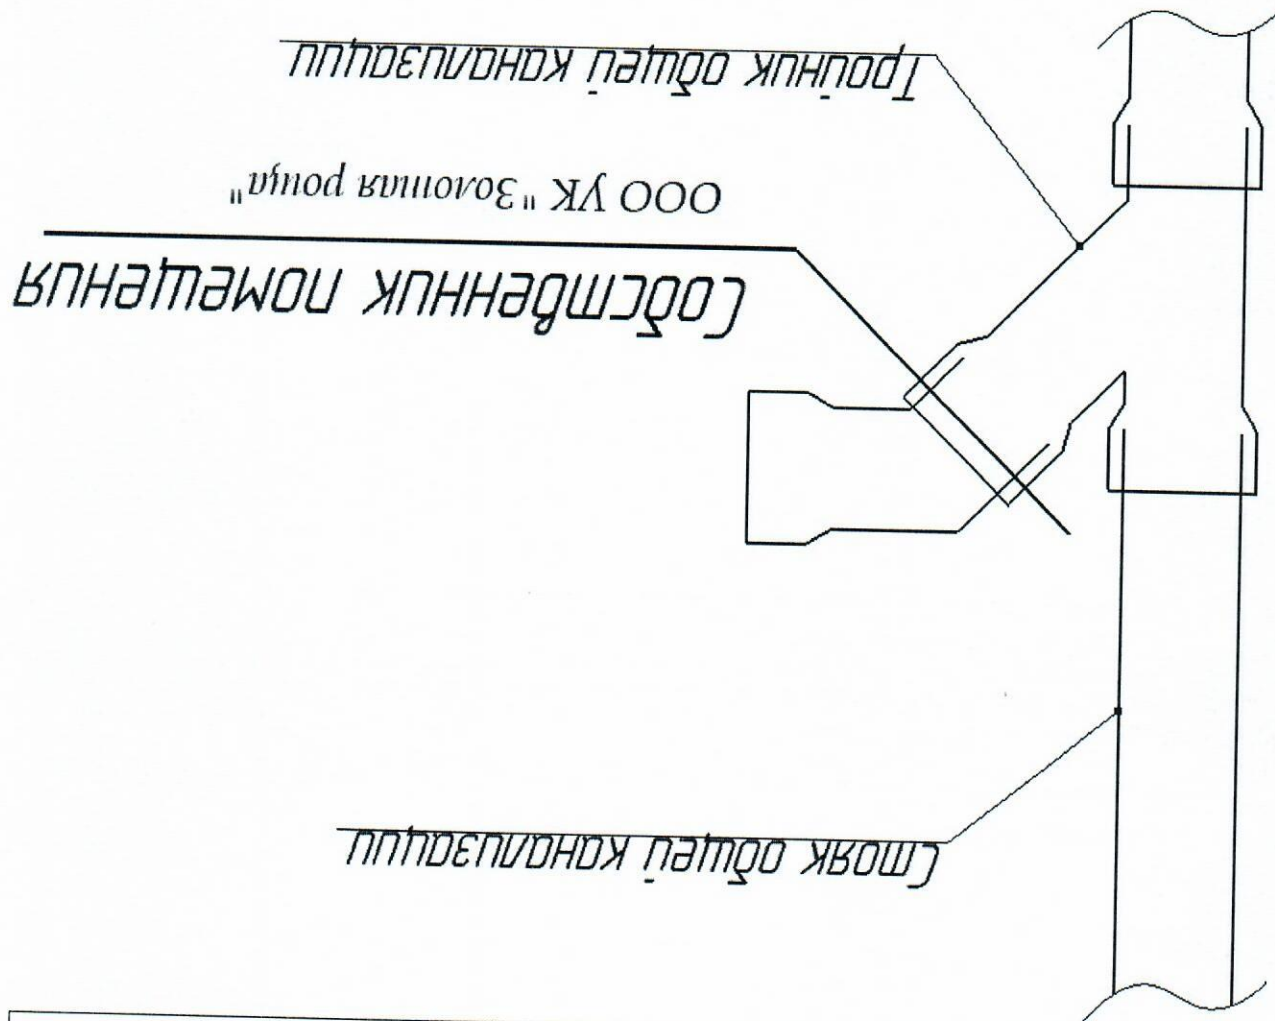 Стояк общей канализации
Собственник помещения
ООО УК "Золотая роща"
Тройник общей канализации